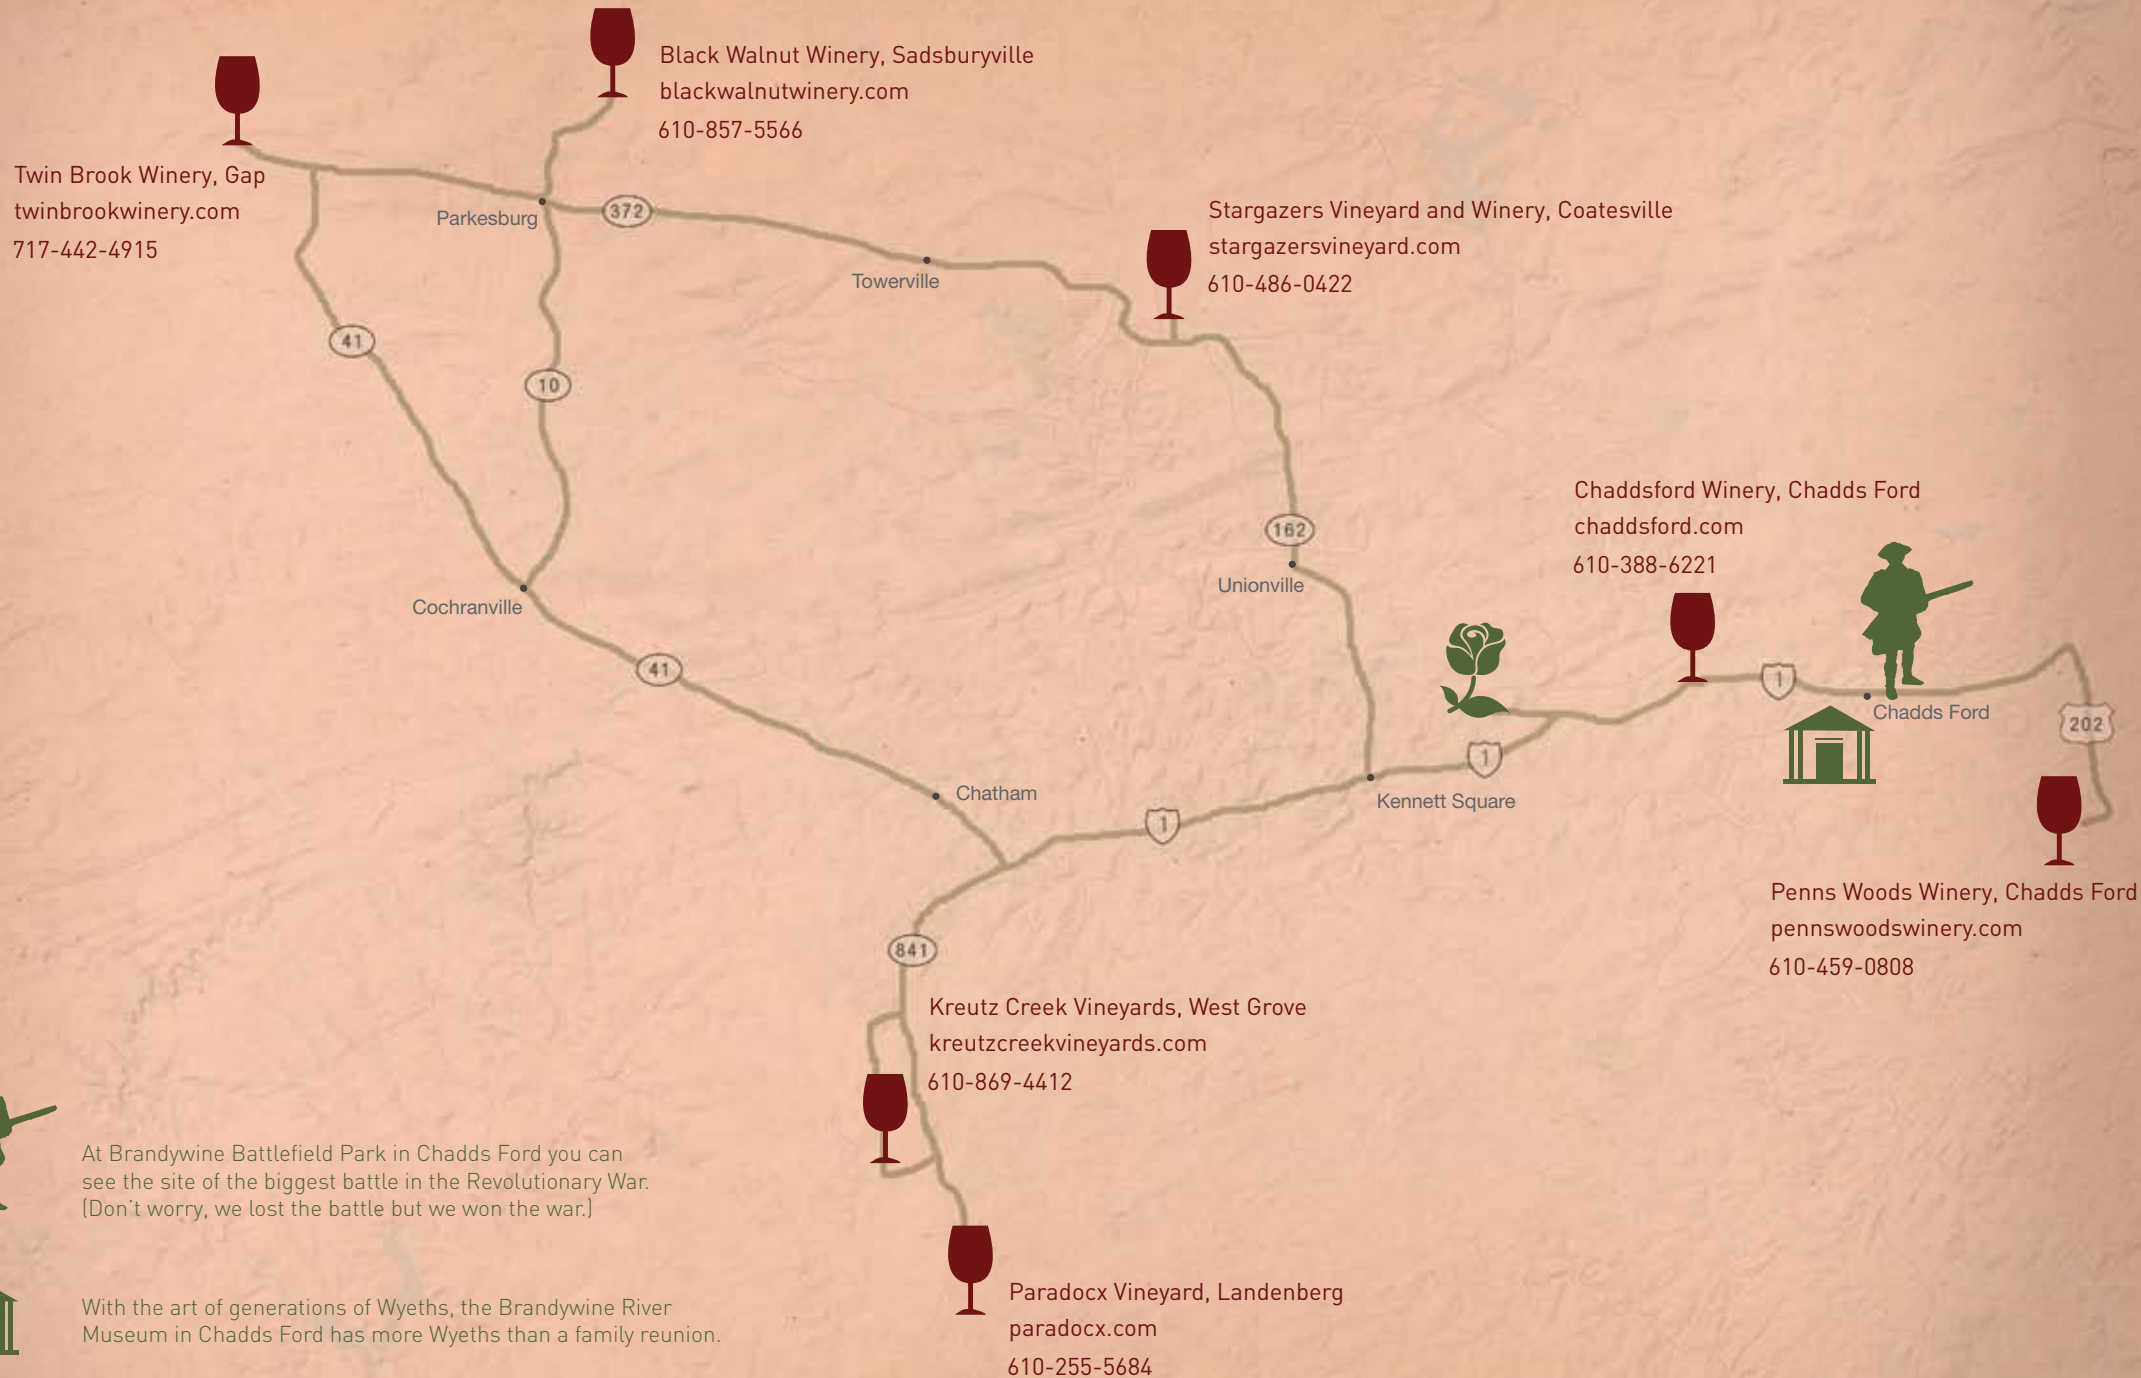 Black Walnut Winery, Sadsburyville
blackwalnutwinery.com
610-857-5566
Twin Brook Winery, Gap
twinbrookwinery.com
717-442-4915
Parkesburg
372
Towerville
Stargazers Vineyard and Winery, Coatesville
stargazersvineyard.com
610-486-0422
41
10
162
Unionville
Chaddsford Winery, Chadds Ford
chaddsford.com
610-388-6221
Cochranville
41
1
Chadds Ford
202
1
Kennett Square
Chatham
1
Penns Woods Winery, Chadds Ford
pennswoodswinery.com
610-459-0808
841
Kreutz Creek Vineyards, West Grove
kreutzcreekvineyards.com
610-869-4412
At Brandywine Battlefield Park in Chadds Ford you can
see the site of the biggest battle in the Revolutionary War.
(Don't worry, we lost the battle but we won the war.)
With the art of generations of Wyeths, the Brandywine River
Museum in Chadds Ford has more Wyeths than a family reunion.
Paradocx Vineyard, Landenberg
paradocx.com
610-255-5684